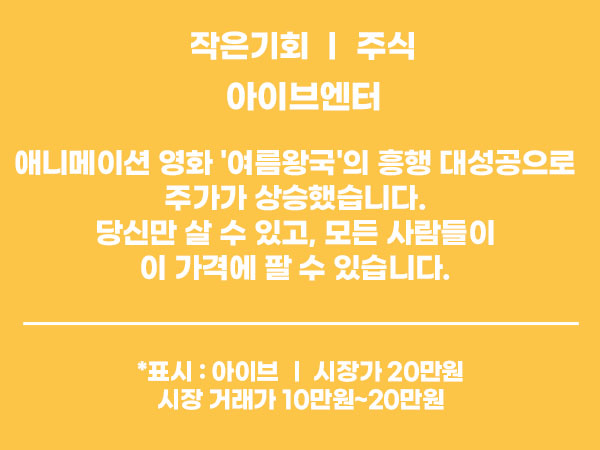 작은기회 ㅣ 주식
아이브엔터
애니메이션 영화 '여름왕국'의 흥행 대성공으로
주가가 상승했습니다.
당신만 살 수 있고, 모든 사람들이
이 가격에 팔 수 있습니다.
*표시 : 아이브 ㅣ 시장가 20만원
시장 거래가 10만원~20만원